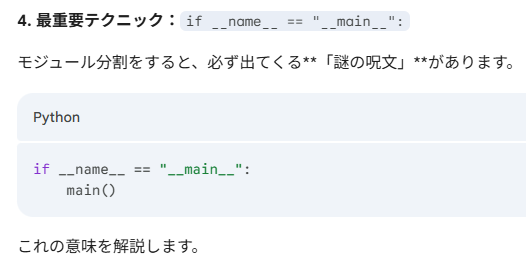 4. 最重要テクニック：if __name__ == "__main__":
モジュール分割をすると、必ず出てくる**「謎の呪文」**があります。
Python
if __name__ == "__main__":
    main()
これの意味を解説します。